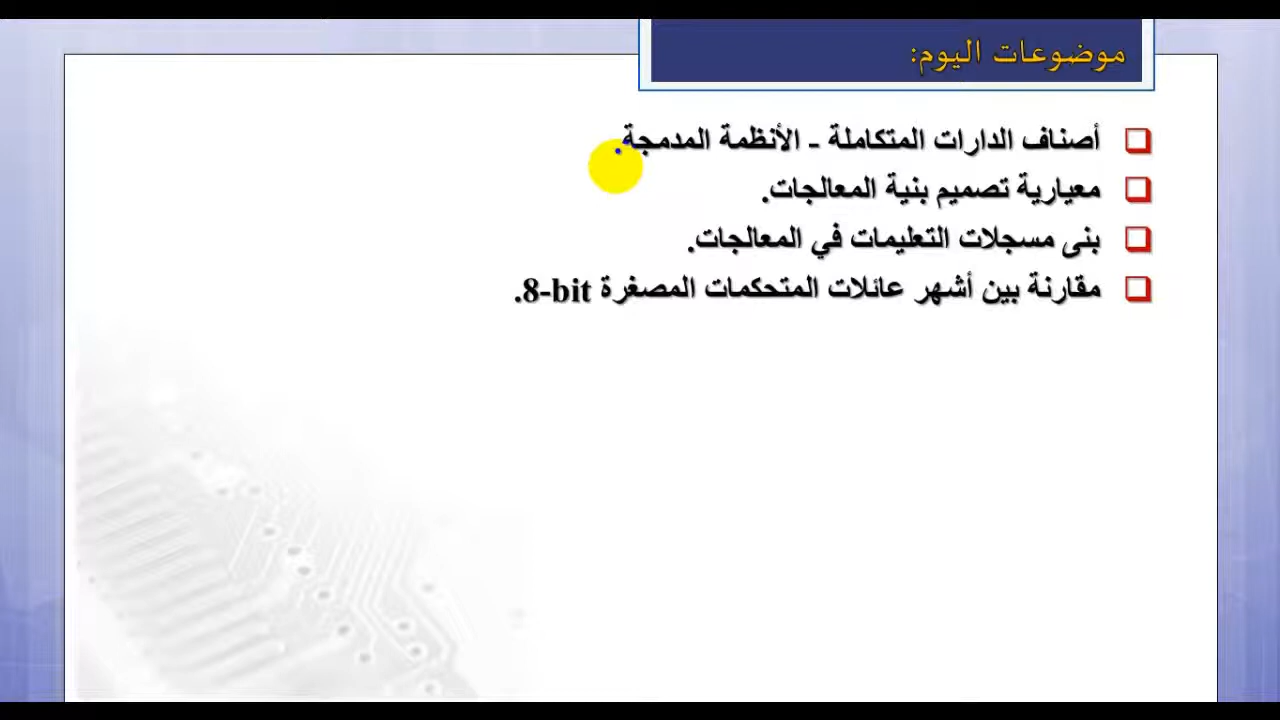 موضوعات اليوم:
أصناف الدارات المتكاملة - الأنظمة المدمجة.
معيارية تصميم بنية المعالجات.
بنى مسجلات التعليمات في المعالجات.
مقارنة بين أشهر عائلات المتحكمات المصغرة 8-bit.